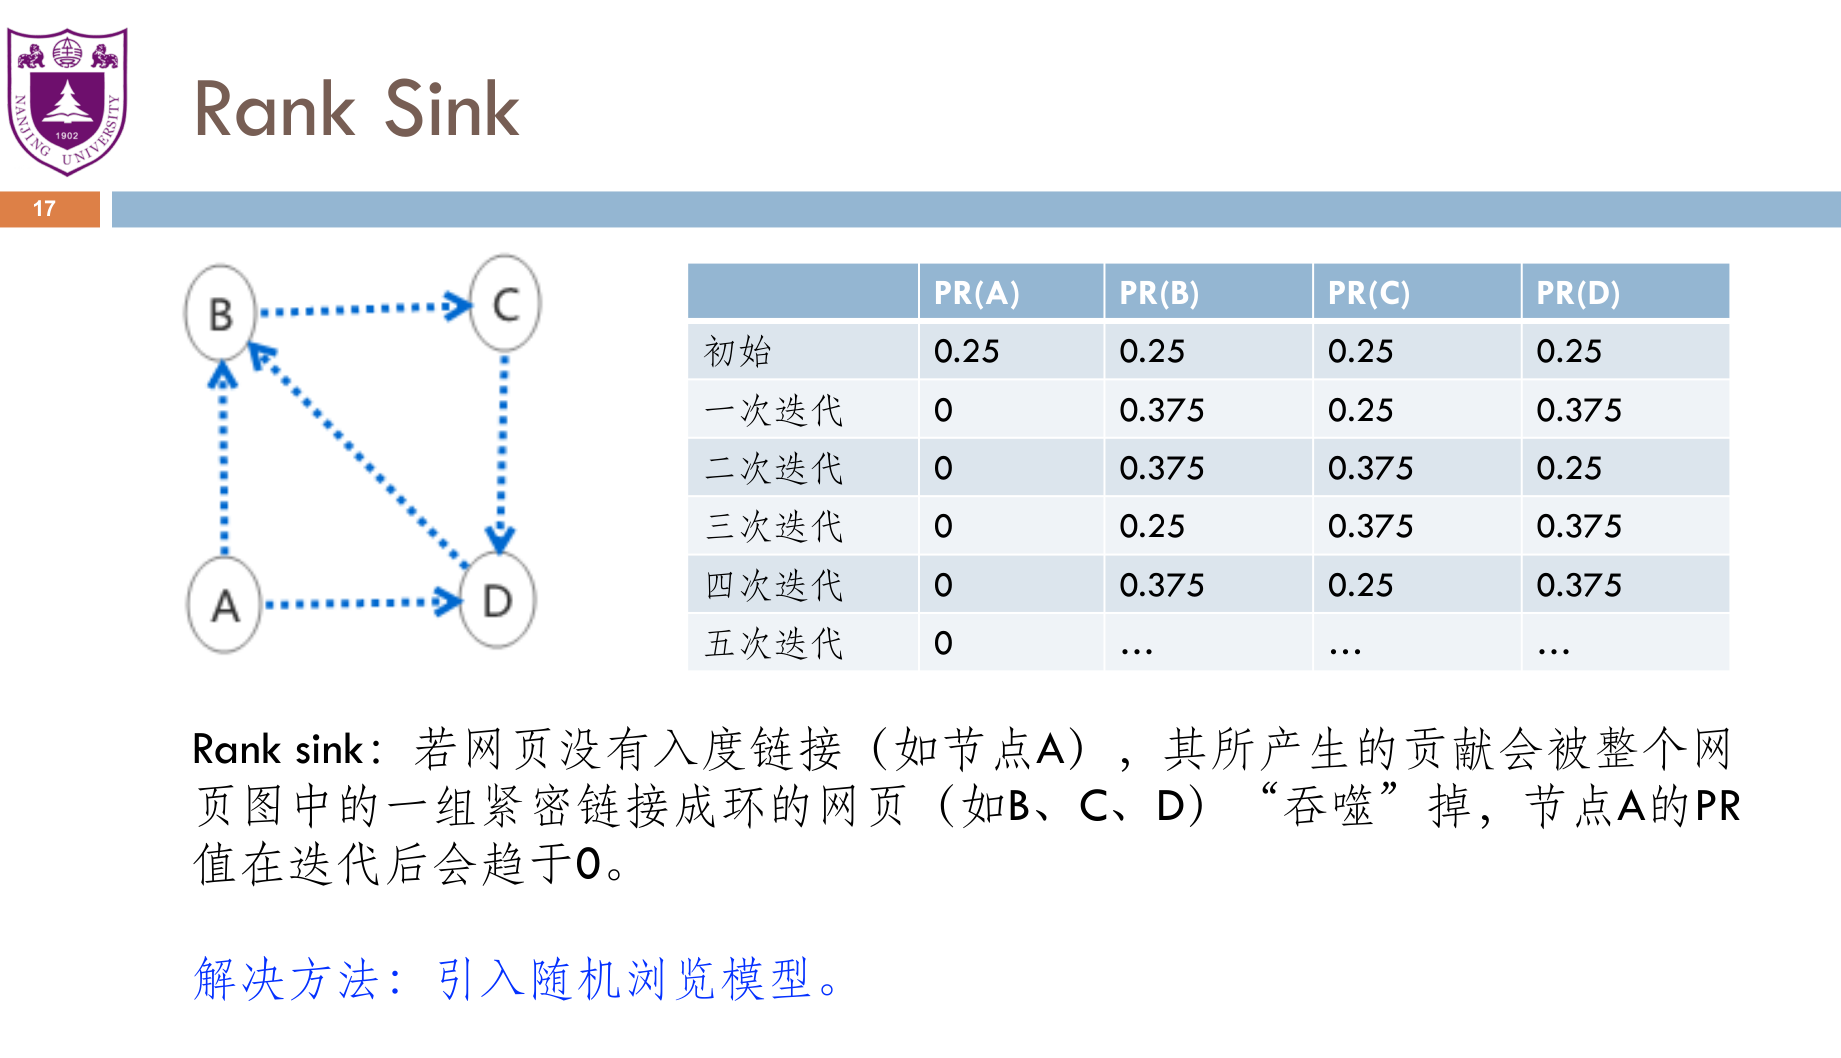 NANJING UNIVERSITY
1902
Rank Sink
17
B
C
A
D
PR(A) PR(B) PR(C) PR(D)
初始 0.25 0.25 0.25 0.25
一次迭代 0 0.375 0.25 0.375
二次迭代 0 0.375 0.375 0.25
三次迭代 0 0.25 0.375 0.375
四次迭代 0 0.375 0.25 0.375
五次迭代 0 ... ... ...
Rank sink：若网页没有入度链接（如节点A），其所产生的贡献会被整个网
页图中的一组紧密链接成环的网页（如B、C、D）“吞噬”掉，节点A的PR
值在迭代后会趋于0。
解决方法：引入随机浏览模型。